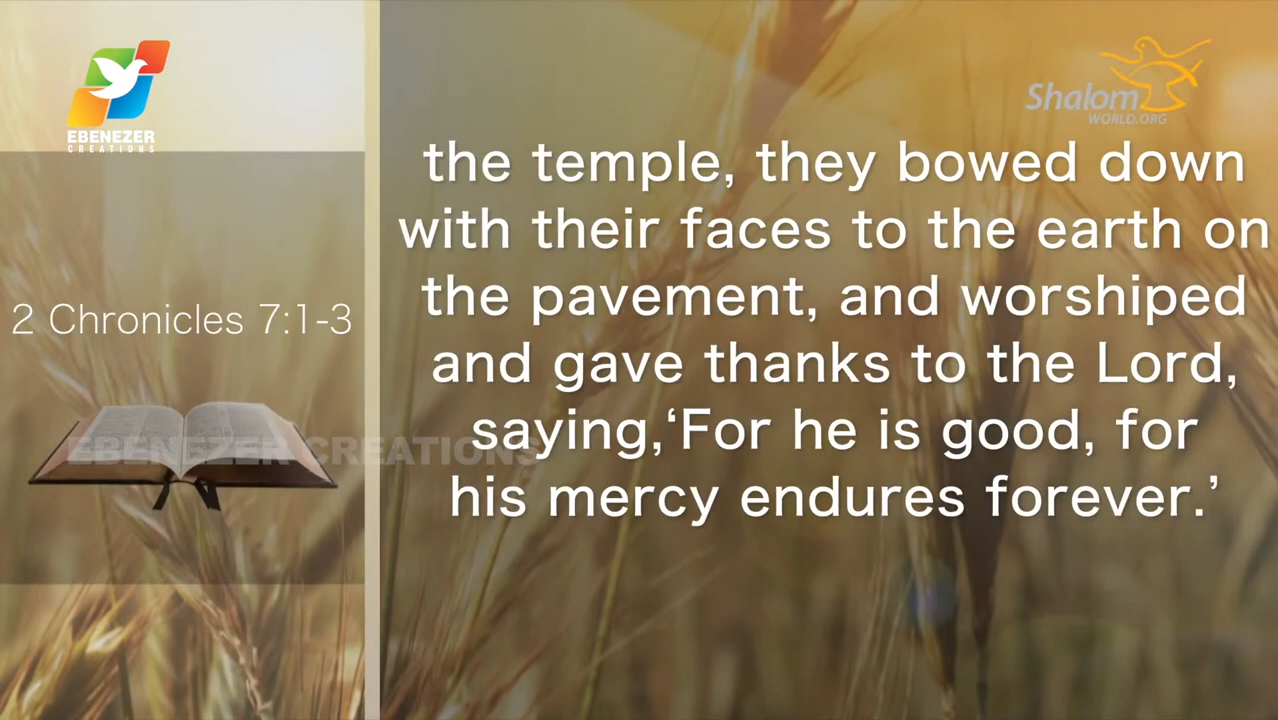 EBENEZER
CREATIONS
Shalom
WORLD.ORG
2 Chronicles 7:1-3
the temple, they bowed down
with their faces to the earth on
the pavement, and worshiped
and gave thanks to the Lord,
saying,‘For he is good, for
his mercy endures forever.’
EBENEZER CREATIONS